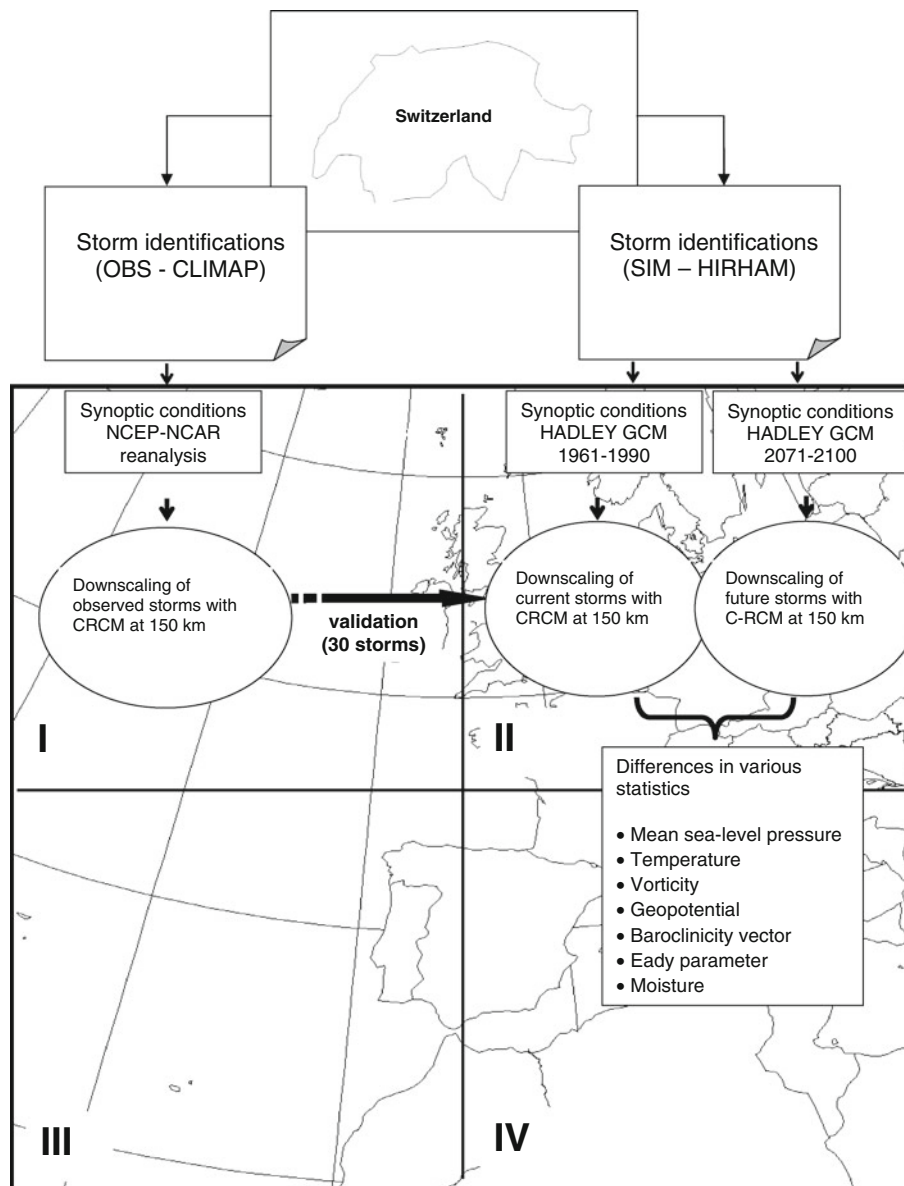 Switzerland
Storm identifications
(OBS - CLIMAP)
Storm identifications
(SIM – HIRHAM)
Synoptic conditions
NCEP-NCAR
reanalysis
Synoptic conditions
HADLEY GCM
1961-1990
Synoptic conditions
HADLEY GCM
2071-2100
Downscaling of
observed storms with
CRCM at 150 km
validation
(30 storms)
Downscaling of
current storms with
CRCM at 150 km
Downscaling of
future storms with
C-RCM at 150 km
I
II
Differences in various
statistics
• Mean sea-level pressure
• Temperature
• Vorticity
• Geopotential
• Baroclinicity vector
• Eady parameter
• Moisture
III
IV